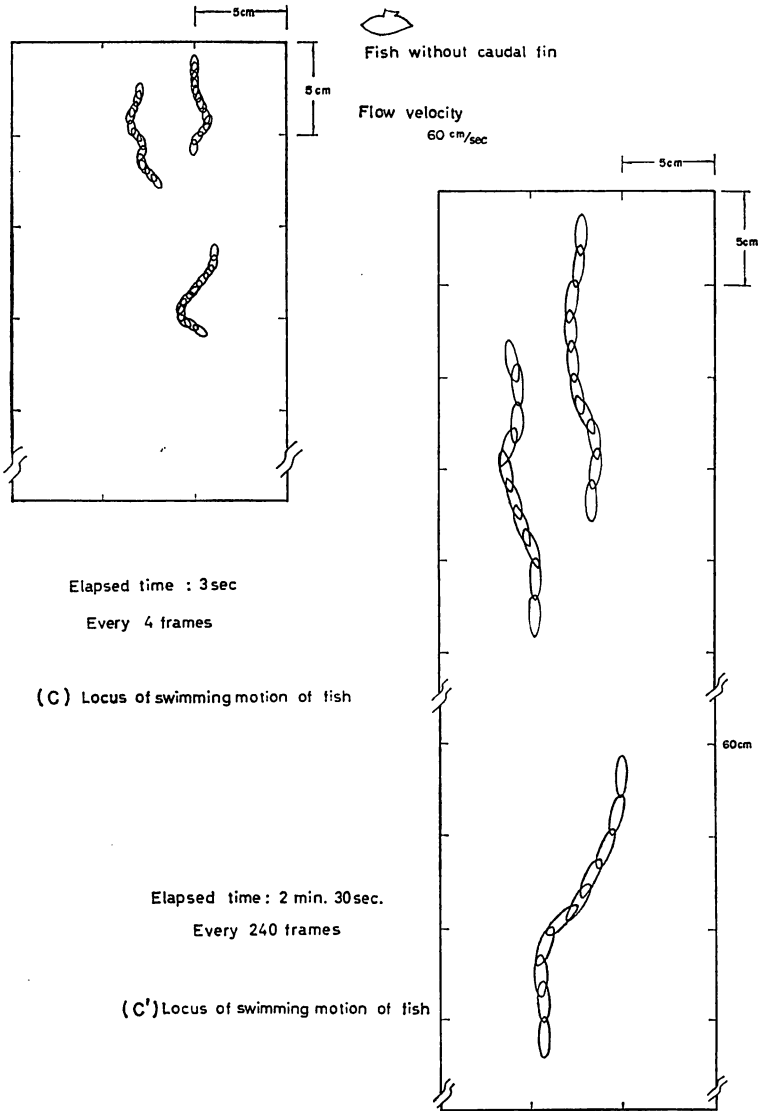 5cm
5cm
Fish without caudal fin
Flow velocity
60 cm/sec
5cm
5cm
Elapsed time : 3sec
Every 4 frames
(C) Locus of swimming motion of fish
60cm
Elapsed time: 2 min. 30sec.
Every 240 frames
(C') Locus of swimming motion of fish